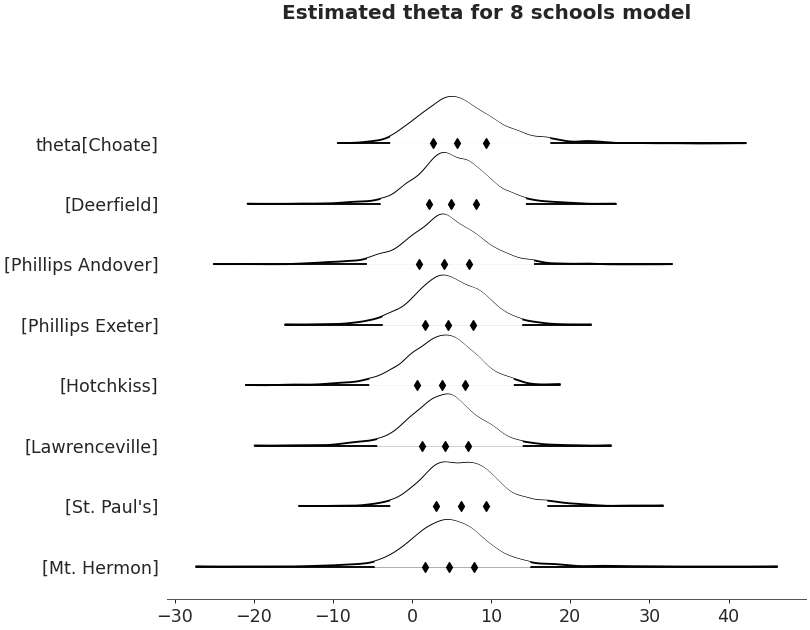 Estimated theta for 8 schools model
theta[Choate]
[Deerfield]
[Phillips Andover]
[Phillips Exeter]
[Hotchkiss]
[Lawrenceville]
[St. Paul's]
[Mt. Hermon]
−30 −20 −10 0 10 20 30 40